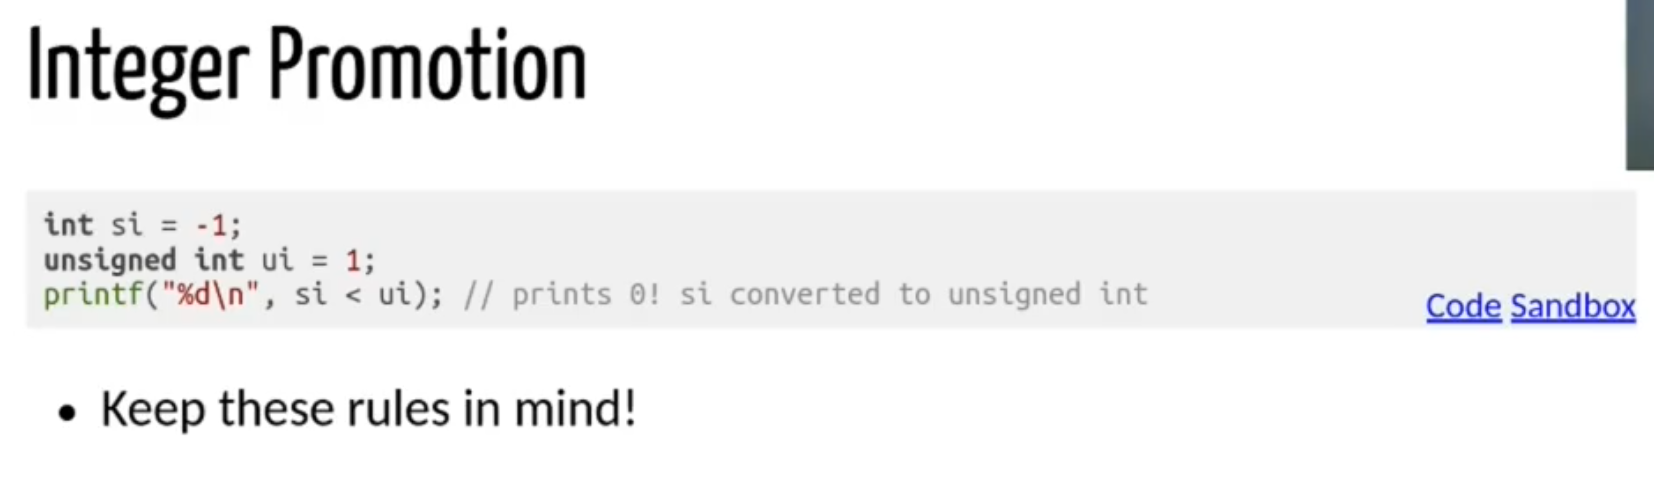 Integer Promotion
int si = -1;
unsigned int ui = 1;
printf("%d\n", si < ui); // prints 0! si converted to unsigned int
Code Sandbox
• Keep these rules in mind!